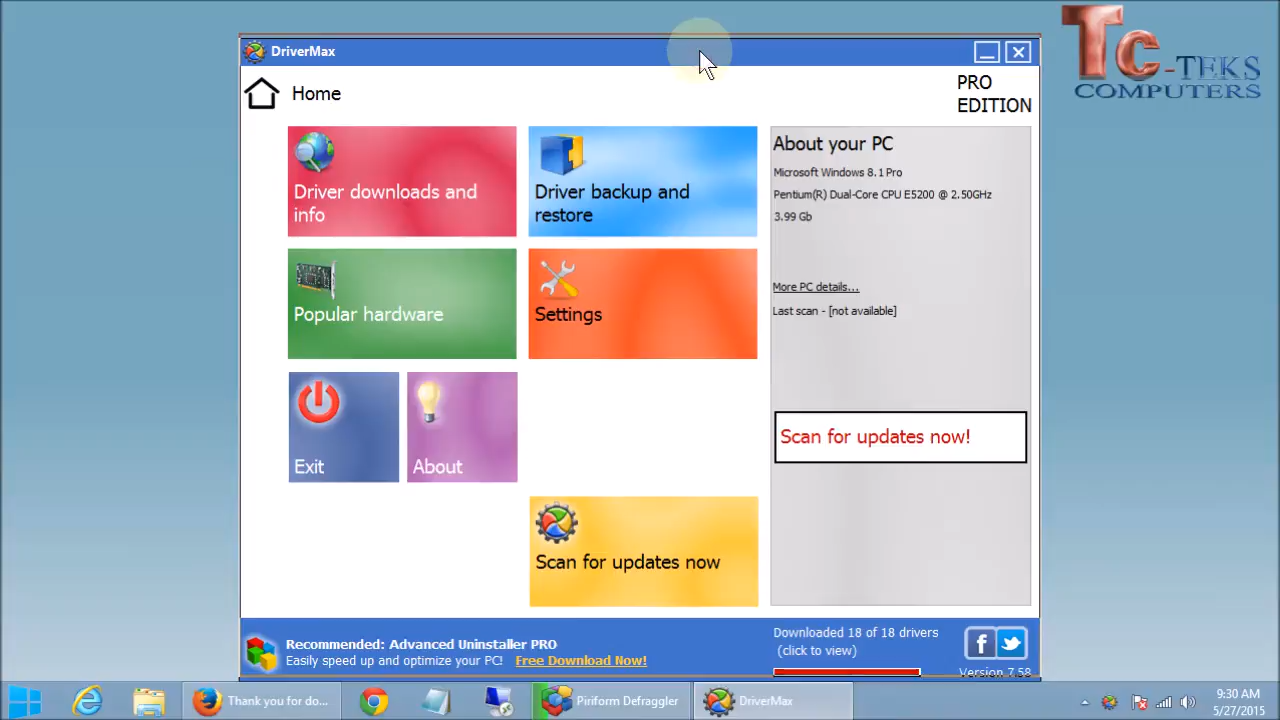 DriverMax
TC-TEKS
COMPUTERS
Home
PRO
EDITION
Driver downloads and
info
Driver backup and
restore
About your PC
Microsoft Windows 8.1 Pro
Pentium(R) Dual-Core CPU E5200 @ 2.50GHz
3.99 Gb
Popular hardware
Settings
More PC details...
Last scan - [not available]
Exit
About
Scan for updates now!
Scan for updates now
Recommended: Advanced Uninstaller PRO
Easily speed up and optimize your PC! Free Download Now!
Downloaded 18 of 18 drivers
(click to view)
Version 7.58
Thank you for do...
Piriform Defraggler
DriverMax
9:30 AM
5/27/2015